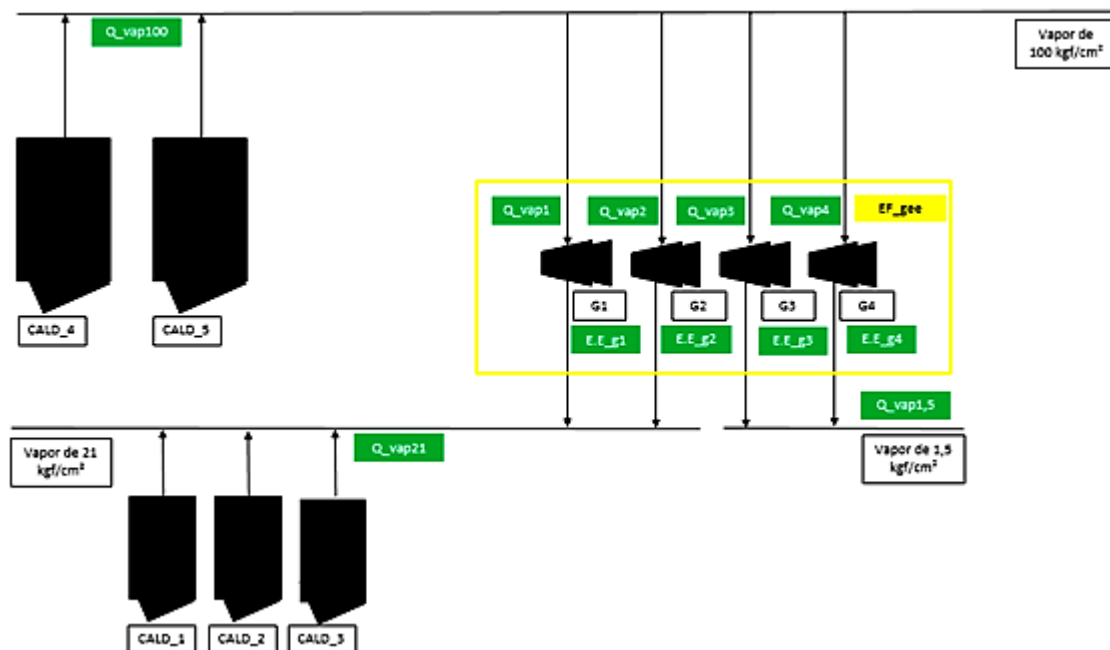 Q_vap100
Vapor de
100 kgf/cm²
Q_vap1
Q_vap2
Q_vap3
Q_vap4
EF_gee
G1
G2
G3
G4
CALD_4
CALD_5
E.E_g1
E.E_g2
E.E_g3
E.E_g4
Q_vap1,5
Vapor de 21
kgf/cm²
Q_vap21
Vapor de 1,5
kgf/cm²
CALD_1
CALD_2
CALD_3